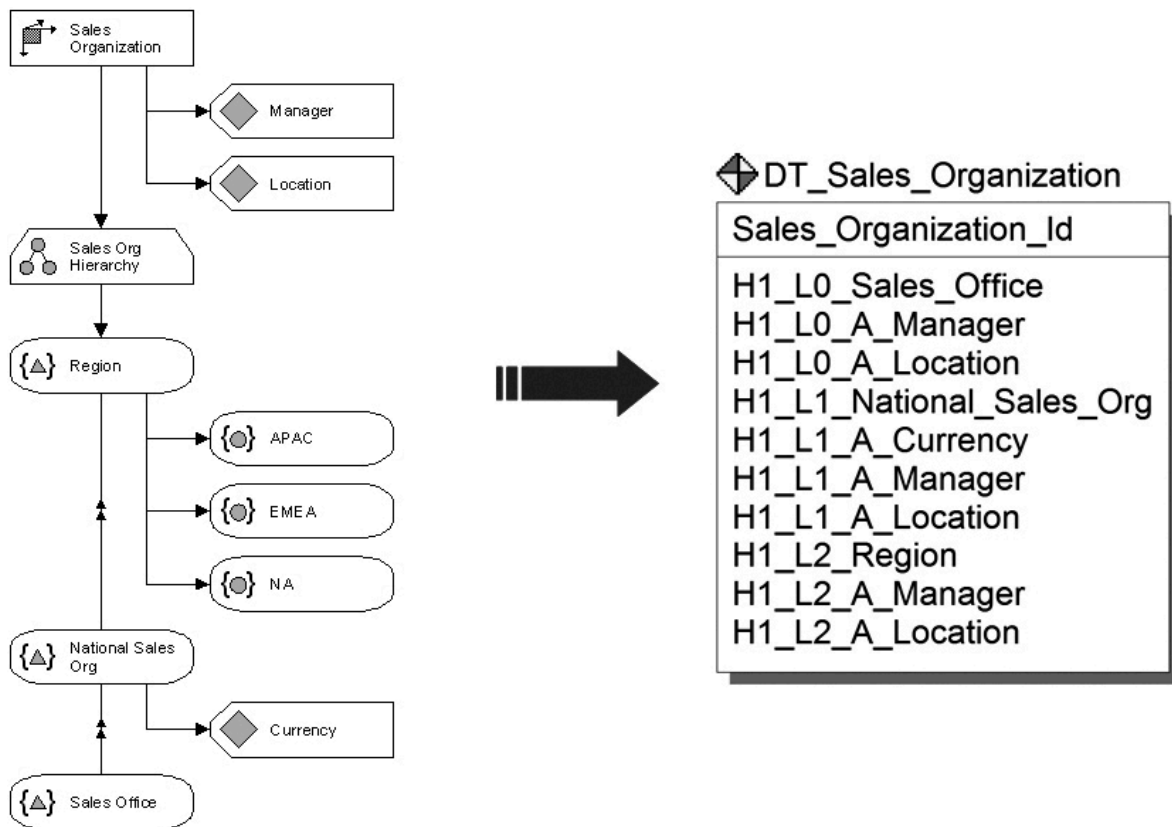 Sales
Organization
Manager
Location
Sales Org
Hierarchy
Region
APAC
EMEA
NA
National Sales
Org
Currency
Sales Office
DT_Sales_Organization
Sales_Organization_Id
H1_L0_Sales_Office
H1_L0_A_Manager
H1_L0_A_Location
H1_L1_National_Sales_Org
H1_L1_A_Currency
H1_L1_A_Manager
H1_L1_A_Location
H1_L2_Region
H1_L2_A_Manager
H1_L2_A_Location